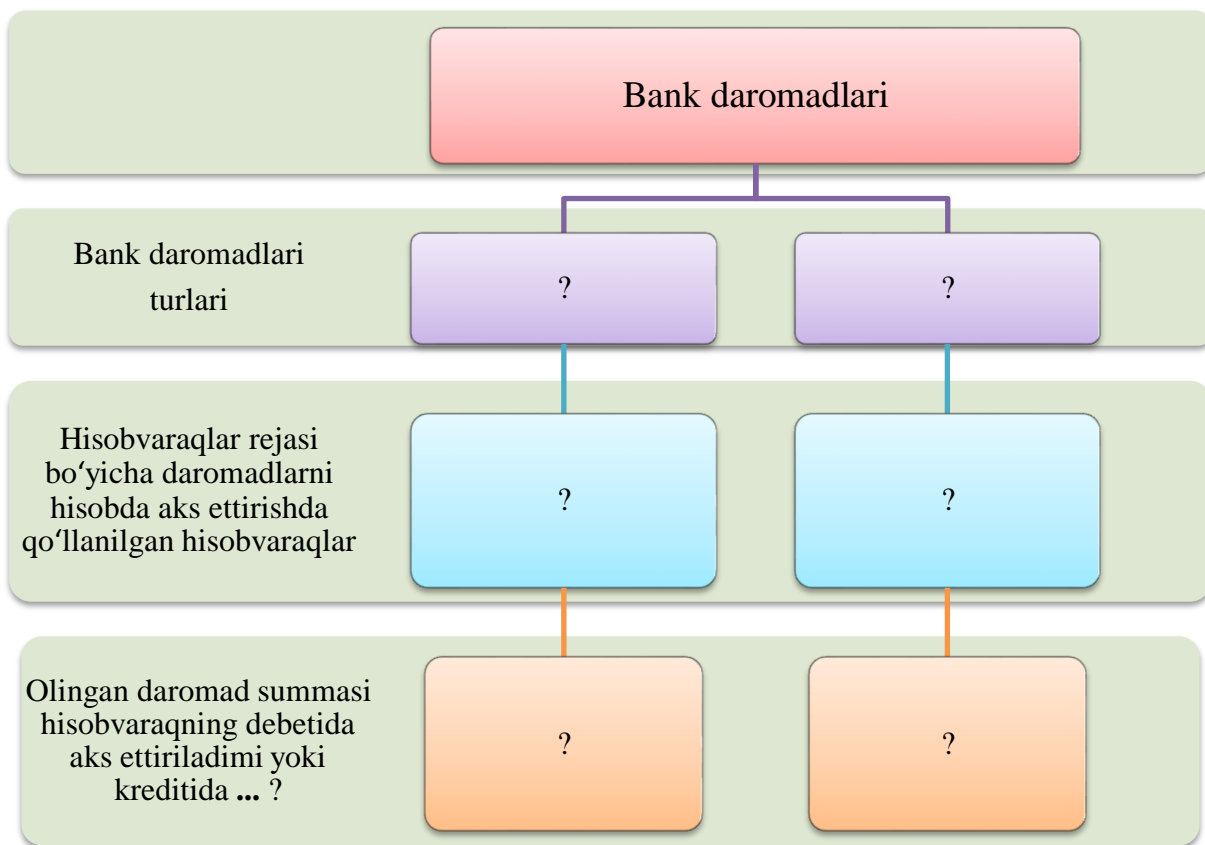 Bank daromadlari
Bank daromadlari
turlari
?
?
Hisobvaraqlar rejasi
bo‘yicha daromadlarni
hisobda aks ettirishda
qo‘llanilgan hisobvaraqlar
?
?
Olingan daromad summasi
hisobvaraqning debetida
aks ettiriladimi yoki
kreditida ... ?
?
?